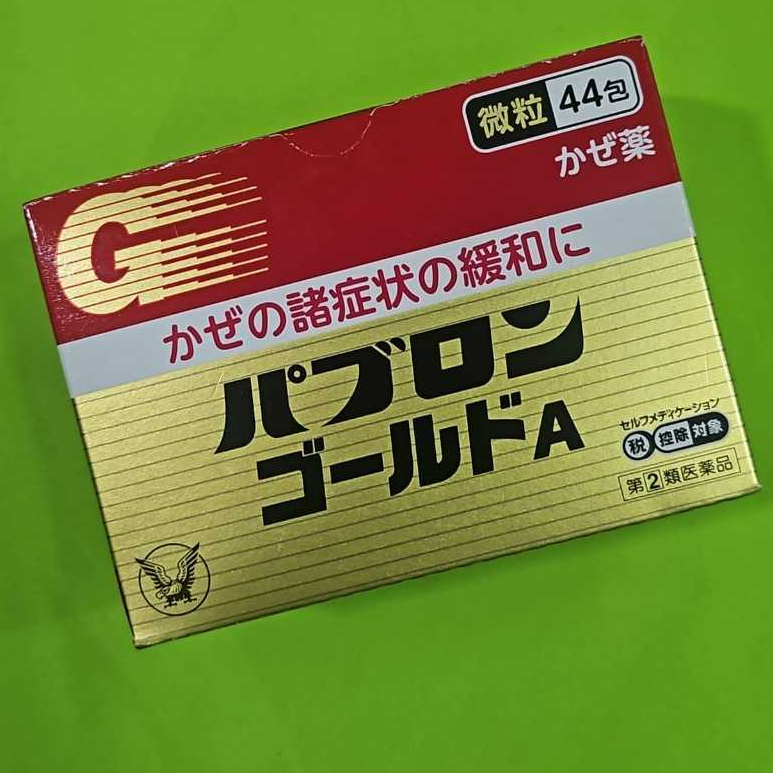 微粒 44包
かぜ薬
G
かぜの諸症状の緩和に
パブロン
ゴールドA
セルフメディケーション
税 控除 対象
第②類医薬品